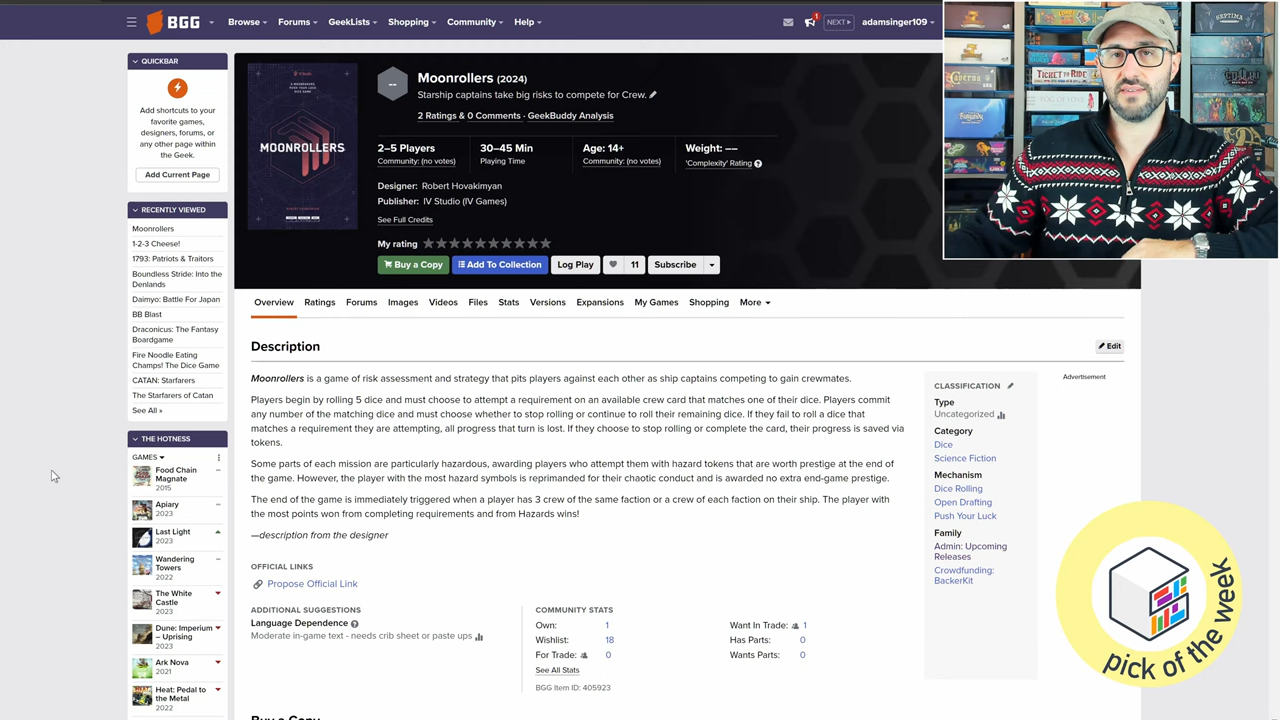 BGG
Browse
Forums
GeekLists
Shopping
Community
Help
1
NEXT
adamsinger109
QUICKBAR
Add shortcuts to your
favorite games,
designers, forums, or
any other page within
the Geek.
Add Current Page
RECENTLY VIEWED
Moonrollers
1-2-3 Cheese!
1793: Patriots & Traitors
Boundless Stride: Into the
Denlands
Daimyo: Battle For Japan
BB Blast
Draconicus: The Fantasy
Boardgame
Fire Noodle Eating
Champs! The Dice Game
CATAN: Starfarers
The Starfarers of Catan
See All »
THE HOTNESS
GAMES
Food Chain
Magnate
2015
Apiary
2023
Last Light
2023
Wandering
Towers
2022
The White
Castle
2023
Dune: Imperium
– Uprising
2023
Ark Nova
2021
Heat: Pedal to
the Metal
2022
MOONROLLERS
--
Moonrollers (2024)
Starship captains take big risks to compete for Crew.
2 Ratings & 0 Comments · GeekBuddy Analysis
2–5 Players
Community: (no votes)
30–45 Min
Playing Time
Age: 14+
Community: (no votes)
Weight: ––
'Complexity' Rating
Designer: Robert Hovakimyan
Publisher: IV Studio (IV Games)
See Full Credits
My rating
Buy a Copy
Add To Collection
Log Play
11
Subscribe
Overview
Ratings
Forums
Images
Videos
Files
Stats
Versions
Expansions
My Games
Shopping
More
Description
Edit
Moonrollers is a game of risk assessment and strategy that pits players against each other as ship captains competing to gain crewmates.
Players begin by rolling 5 dice and must choose to attempt a requirement on an available crew card that matches one of their dice. Players commit
any number of the matching dice and must choose whether to stop rolling or continue to roll their remaining dice. If they fail to roll a dice that
matches a requirement they are attempting, all progress that turn is lost. If they choose to stop rolling or complete the card, their progress is saved via
tokens.
Some parts of each mission are particularly hazardous, awarding players who attempt them with hazard tokens that are worth prestige at the end of
the game. However, the player with the most hazard symbols is reprimanded for their chaotic conduct and is awarded no extra end-game prestige.
The end of the game is immediately triggered when a player has 3 crew of the same faction or a crew of each faction on their ship. The player with
the most points won from completing requirements and from Hazards wins!
—description from the designer
OFFICIAL LINKS
Propose Official Link
ADDITIONAL SUGGESTIONS
Language Dependence
Moderate in-game text - needs crib sheet or paste ups
COMMUNITY STATS
Own: 1
Wishlist: 18
For Trade: 0
Want In Trade: 1
Has Parts: 0
Wants Parts: 0
See All Stats
BGG Item ID: 405923
Buy a Copy
CLASSIFICATION
Type
Uncategorized
Category
Dice
Science Fiction
Mechanism
Dice Rolling
Open Drafting
Push Your Luck
Family
Admin: Upcoming
Releases
Crowdfunding:
BackerKit
Advertisement
Caverna
TICKET TO RIDE
FOG OF LOVE
Burgundy
SEPTIMA
CTHULHU
pick of the week